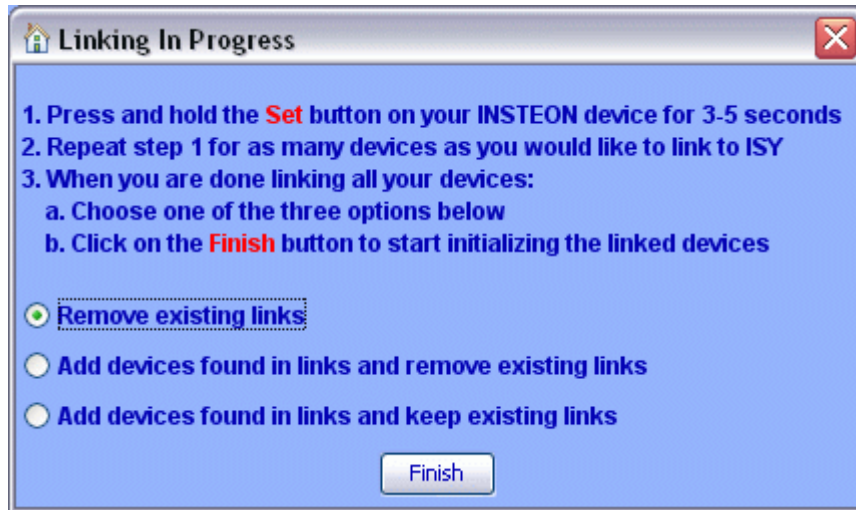 Linking In Progress
1. Press and hold the Set button on your INSTEON device for 3-5 seconds
2. Repeat step 1 for as many devices as you would like to link to ISY
3. When you are done linking all your devices:
a. Choose one of the three options below
b. Click on the Finish button to start initializing the linked devices
Remove existing links
Add devices found in links and remove existing links
Add devices found in links and keep existing links
Finish